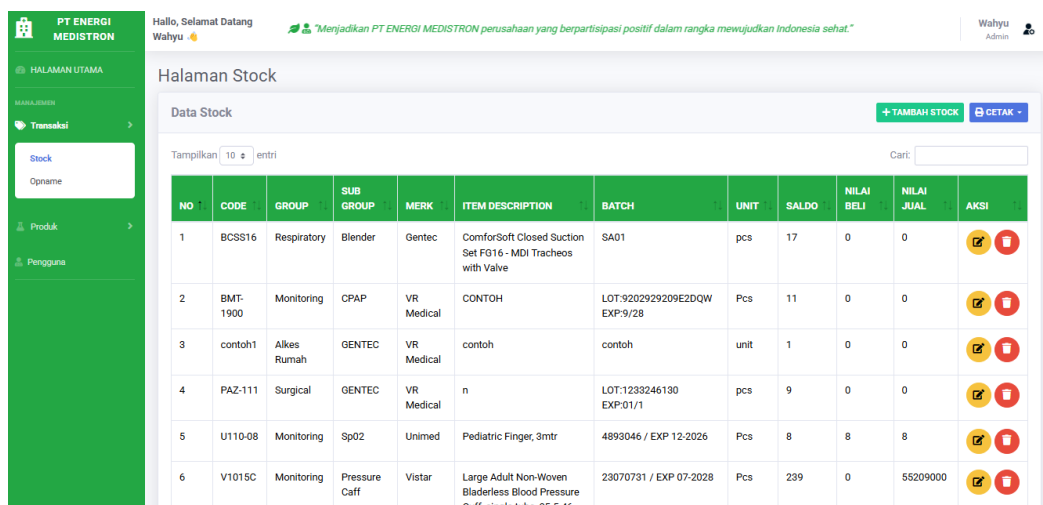 PT ENERGI
MEDISTRON
Hallo, Selamat Datang
Wahyu
"Menjadikan PT ENERGI MEDISTRON perusahaan yang berpartisipasi positif dalam rangka mewujudkan Indonesia sehat."
Wahyu
Admin
HALAMAN UTAMA
MANAJEMEN
Transaksi
Stock
Opname
Produk
Pengguna
Halaman Stock
Data Stock
+ TAMBAH STOCK
CETAK
Tampilkan 10 entri
Cari:
NO CODE GROUP SUB GROUP MERK ITEM DESCRIPTION BATCH UNIT SALDO NILAI BELI NILAI JUAL AKSI
1 BCSS16 Respiratory Blender Gentec ComforSoft Closed Suction SA01 pcs 17 0 0
Set FG16 - MDI Tracheos
with Valve
2 BMT- Monitoring CPAP VR CONTOH LOT:9202929209E2DQW Pcs 11 0 0
1900 Medical EXP:9/28
3 contoh1 Alkes GENTEC VR contoh contoh unit 1 0 0
Rumah Medical
4 PAZ-111 Surgical GENTEC VR n LOT:1233246130 pcs 9 0 0
Medical EXP:01/1
5 U110-08 Monitoring Sp02 Unimed Pediatric Finger, 3mtr 4893046 / EXP 12-2026 Pcs 8 8 8
6 V1015C Monitoring Pressure Vistar Large Adult Non-Woven 23070731 / EXP 07-2028 Pcs 239 0 55209000
Caff Bladerless Blood Pressure